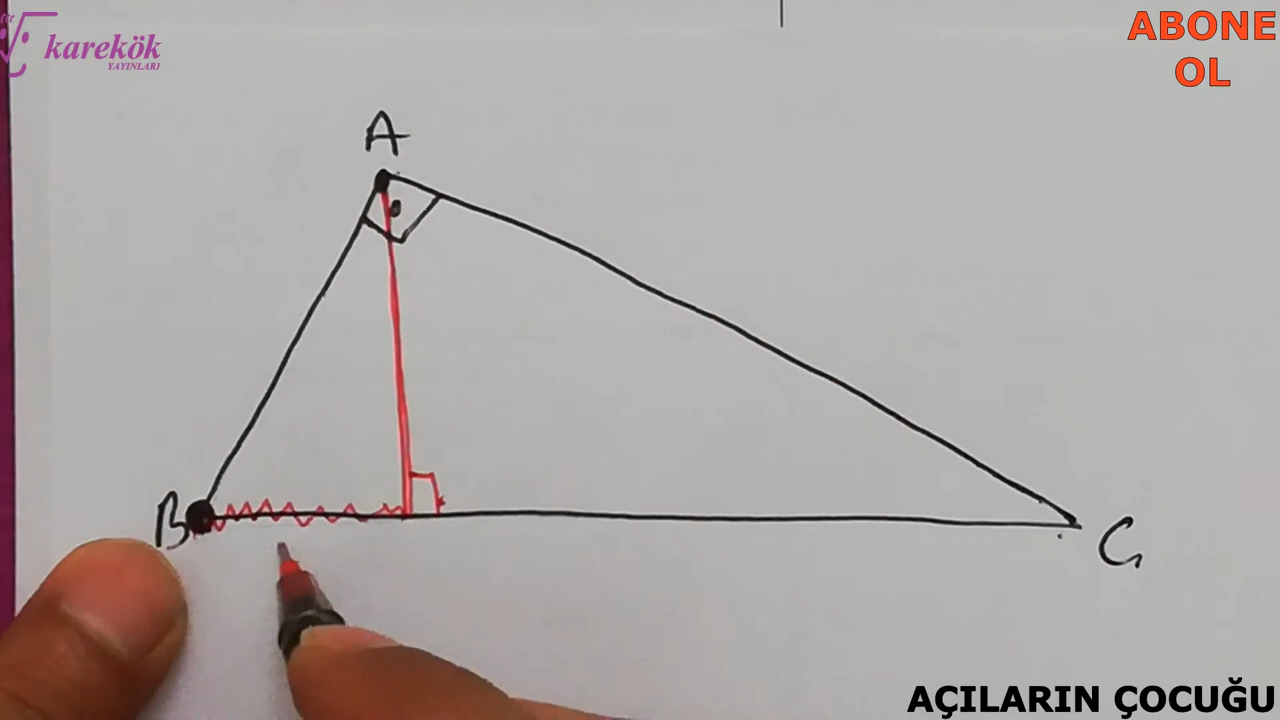 karekök
YAYINLARI
ABONE
OL
A
B
C
AÇILARIN ÇOCUĞU